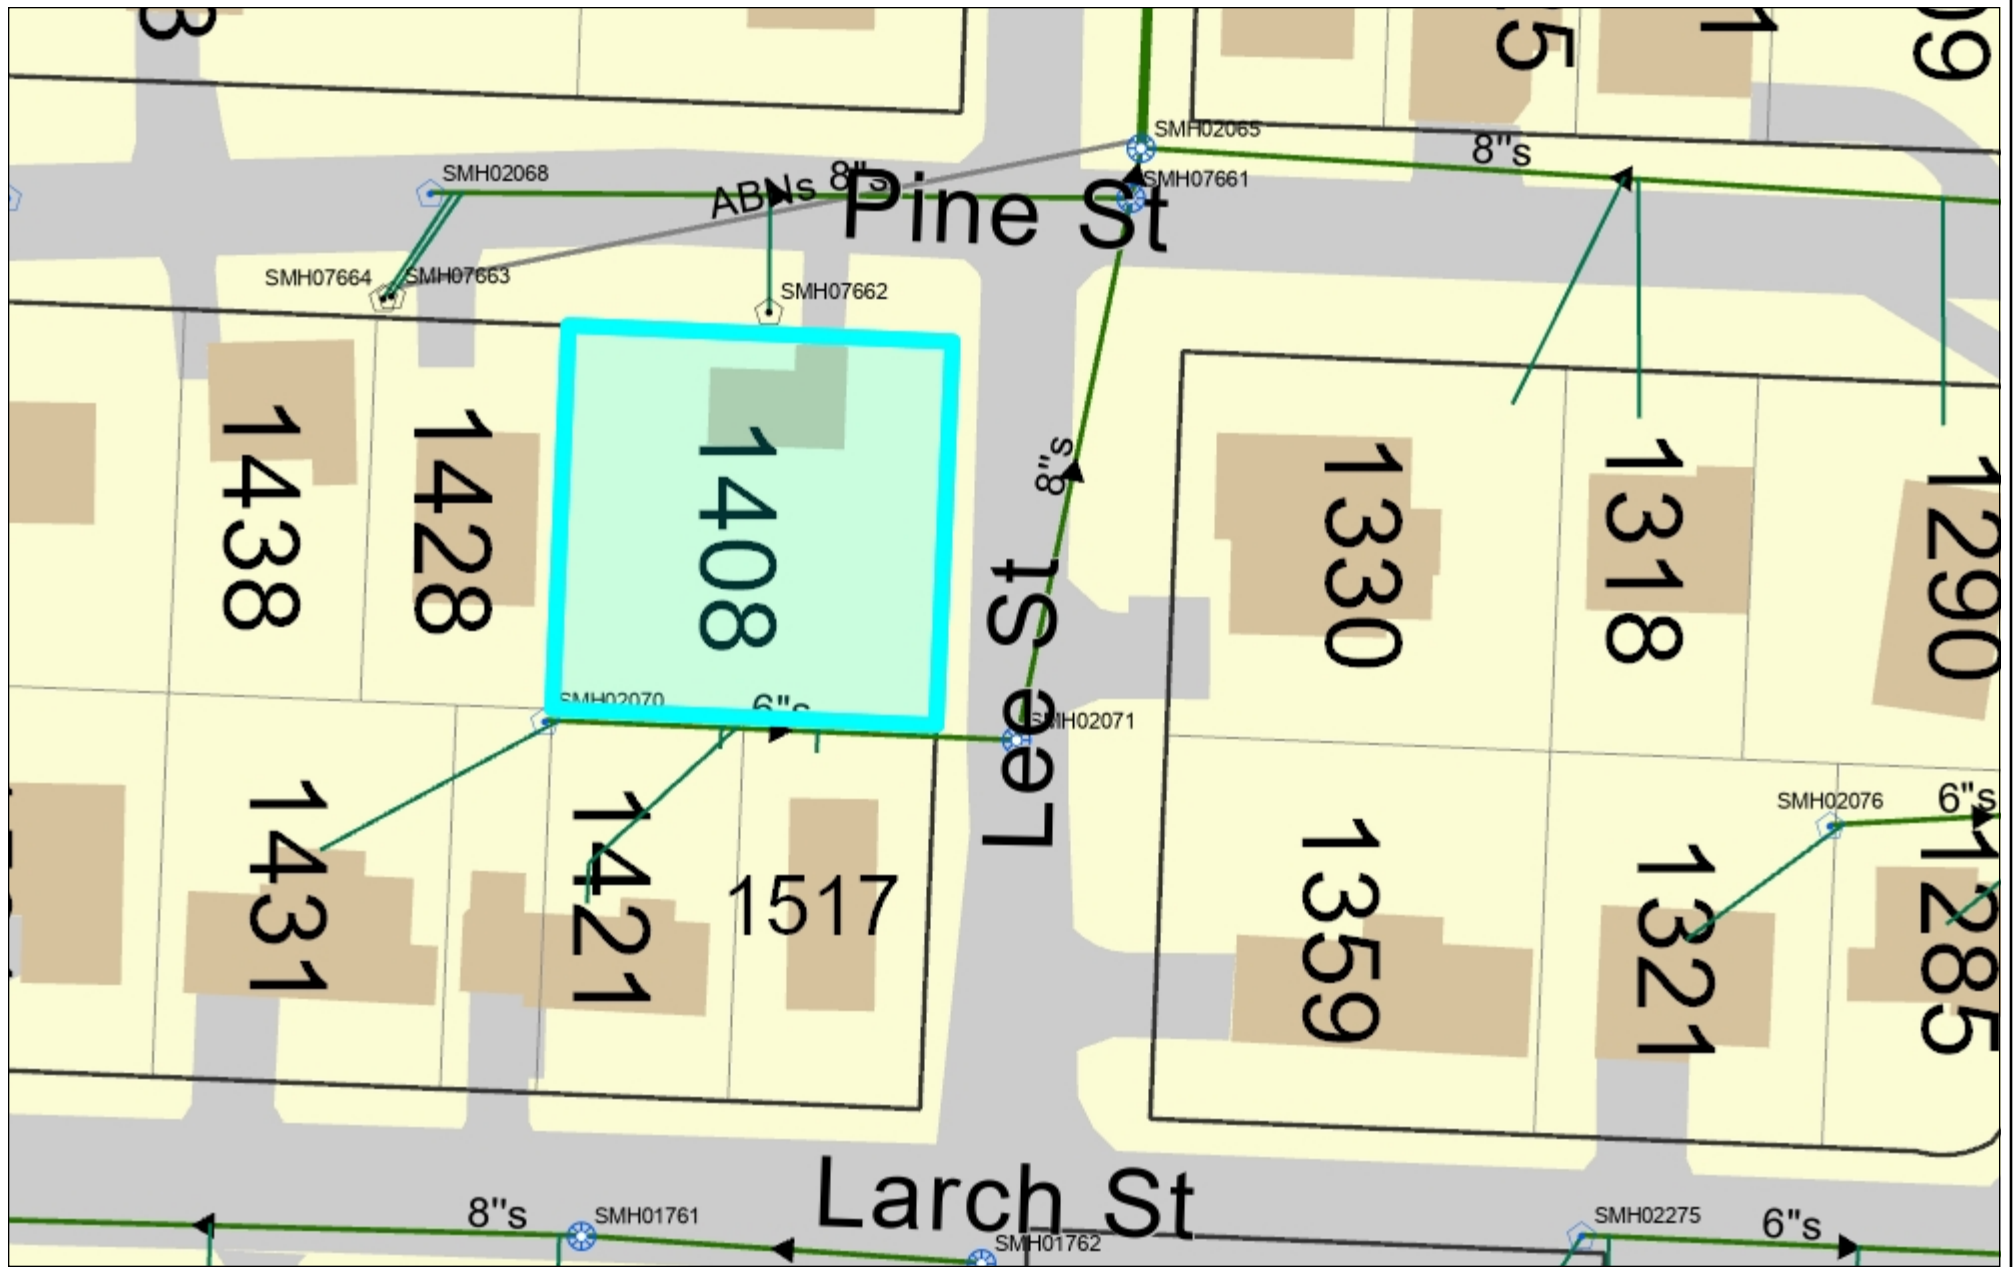 SMH02065
8"s
SMH02068
8"s
ABNs
SMH07661
Pine St
SMH07664
SMH07663
SMH07662
1438
1428
1408
8"s
1330
1318
1290
Lee St
SMH02070
6"s
SMH02071
SMH02076
6"s
1431
1421
1517
1359
1321
1285
Larch St
8"s
SMH01761
SMH01762
SMH02275
6"s